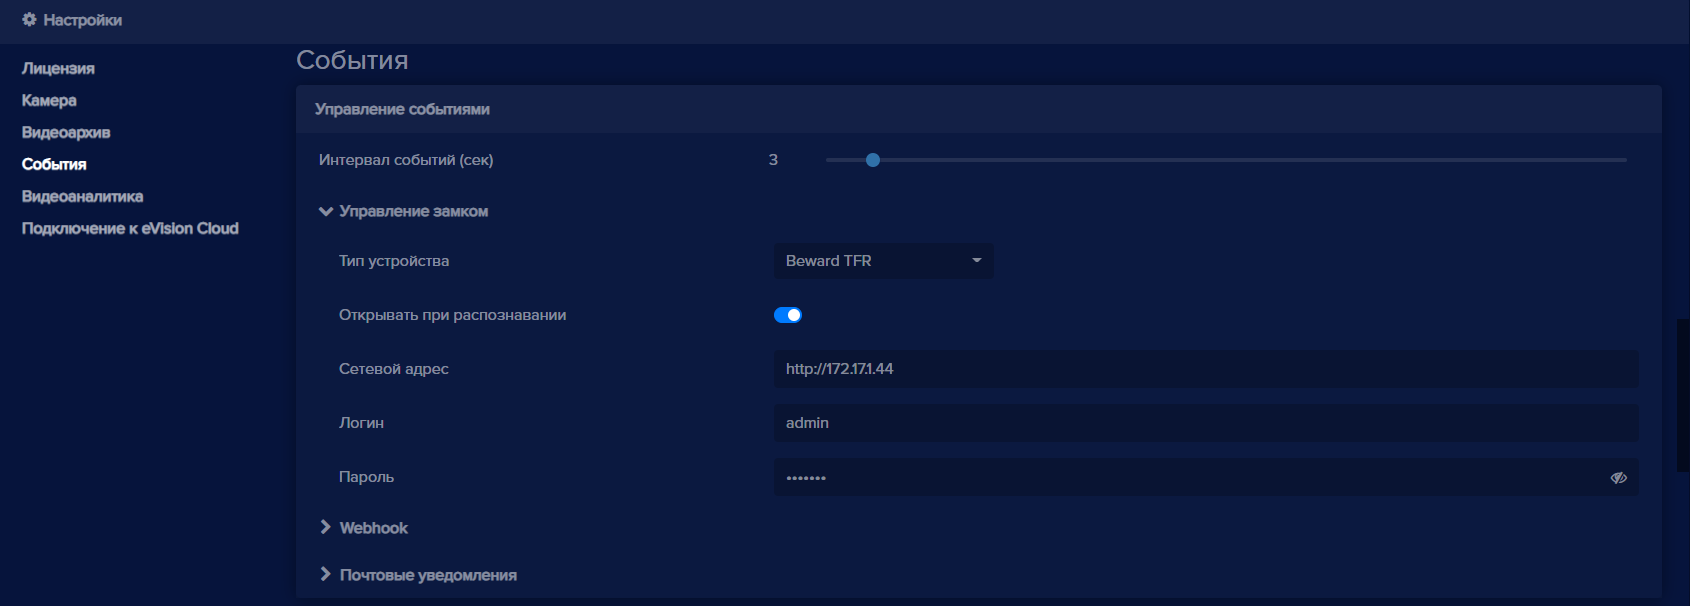 Настройки
Лицензия
Камера
Видеоархив
События
Видеоаналитика
Подключение к eVision Cloud
События
Управление событиями
Интервал событий (сек) 3
Управление замком
Тип устройства Beward TFR
Открывать при распознавании
Сетевой адрес http://172.17.1.44
Логин admin
Пароль •••••••
Webhook
Почтовые уведомления